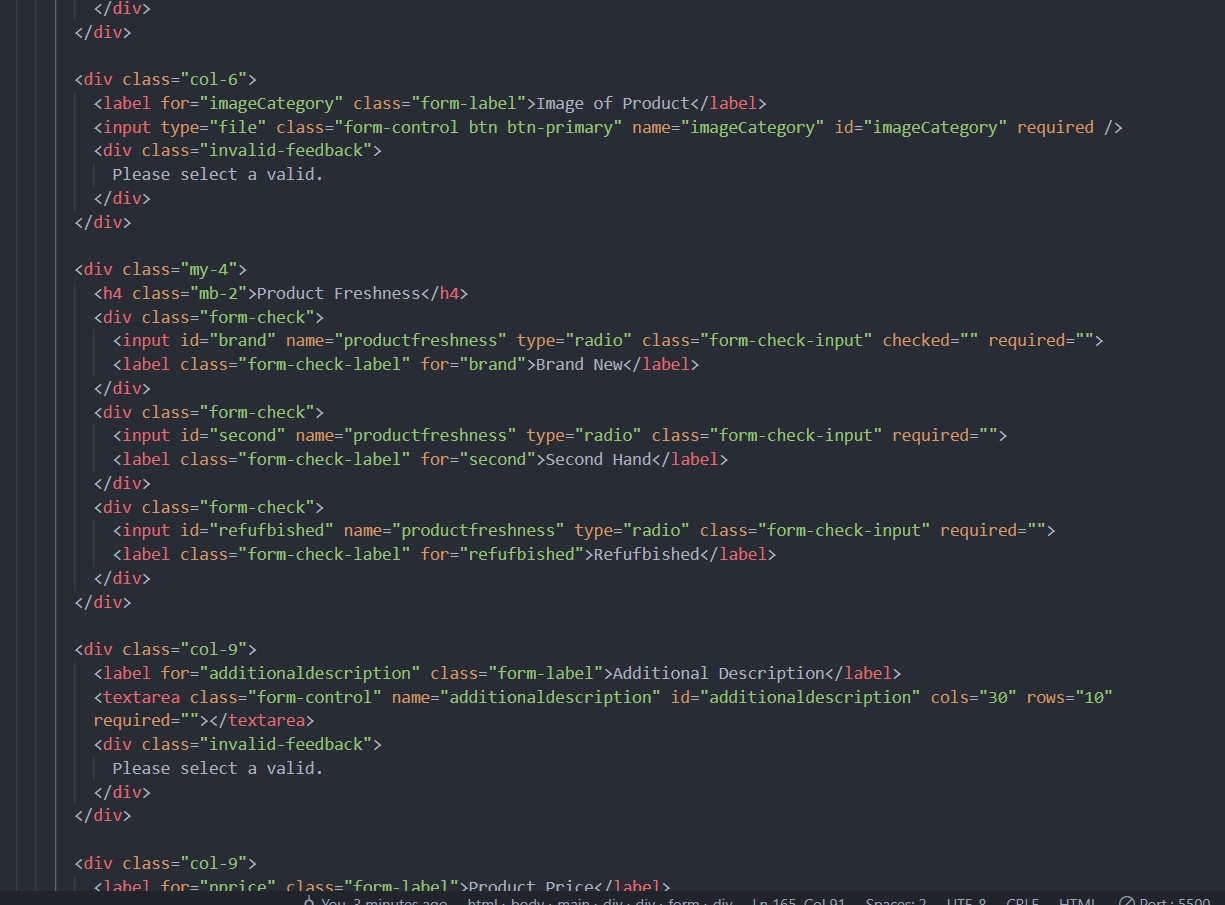 </div>
</div>
<div class="col-6">
<label for="imageCategory" class="form-label">Image of Product</label>
<input type="file" class="form-control btn btn-primary" name="imageCategory" id="imageCategory" required />
<div class="invalid-feedback">
Please select a valid.
</div>
</div>
<div class="my-4">
<h4 class="mb-2">Product Freshness</h4>
<div class="form-check">
<input id="brand" name="productfreshness" type="radio" class="form-check-input" checked="" required="">
<label class="form-check-label" for="brand">Brand New</label>
</div>
<div class="form-check">
<input id="second" name="productfreshness" type="radio" class="form-check-input" required="">
<label class="form-check-label" for="second">Second Hand</label>
</div>
<div class="form-check">
<input id="refufbished" name="productfreshness" type="radio" class="form-check-input" required="">
<label class="form-check-label" for="refufbished">Refufbished</label>
</div>
</div>
<div class="col-9">
<label for="additionaldescription" class="form-label">Additional Description</label>
<textarea class="form-control" name="additionaldescription" id="additionaldescription" cols="30" rows="10"
required=""></textarea>
<div class="invalid-feedback">
Please select a valid.
</div>
</div>
<div class="col-9">
<label for="pprice" class="form-label">Product Price</label>
You, 3 minutes ago html › body › main › div › div › form › div Ln 165, Col 91 Spaces: 2 UTF-8 CRLF HTML Port : 5500